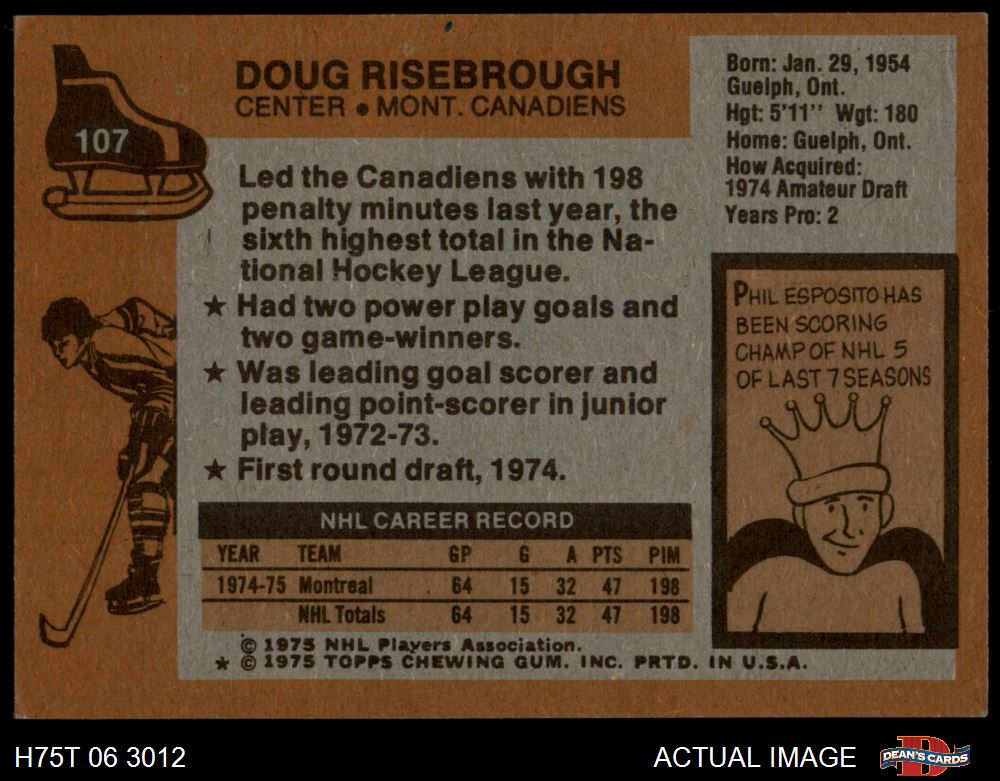 107
DOUG RISEBROUGH
CENTER • MONT. CANADIENS
Born: Jan. 29, 1954
Guelph, Ont.
Hgt: 5'11'' Wgt: 180
Home: Guelph, Ont.
How Acquired:
1974 Amateur Draft
Years Pro: 2
Led the Canadiens with 198
penalty minutes last year, the
sixth highest total in the Na-
tional Hockey League.
★ Had two power play goals and
two game-winners.
★ Was leading goal scorer and
leading point-scorer in junior
play, 1972-73.
★ First round draft, 1974.
PHIL ESPOSITO HAS
BEEN SCORING
CHAMP OF NHL 5
OF LAST 7 SEASONS
NHL CAREER RECORD
YEAR TEAM GP G A PTS PIM
1974-75 Montreal 64 15 32 47 198
NHL Totals 64 15 32 47 198
© 1975 NHL Players Association.
★ © 1975 TOPPS CHEWING GUM. INC. PRTD. IN U.S.A.
H75T 06 3012
ACTUAL IMAGE
DEAN'S CARDS